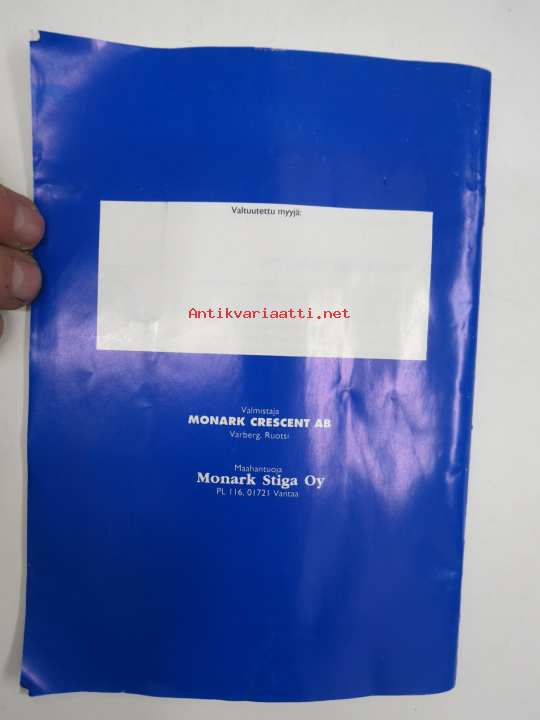 Valtuutettu myyjä:
Antikvariaatti.net
Valmistaja
MONARK CRESCENT AB
Varberg, Ruotsi
Maahantuoja
Monark Stiga Oy
PL 116, 01721 Vantaa